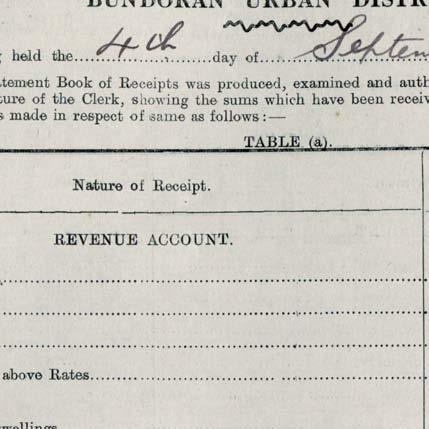 BUNDORAN URBAN DISTR
held the 4th day of Septem
tement Book of Receipts was produced, examined and auth
ture of the Clerk, showing the sums which have been receiv
s made in respect of same as follows:—
TABLE (a).
Nature of Receipt.
REVENUE ACCOUNT.
above Rates
wellings